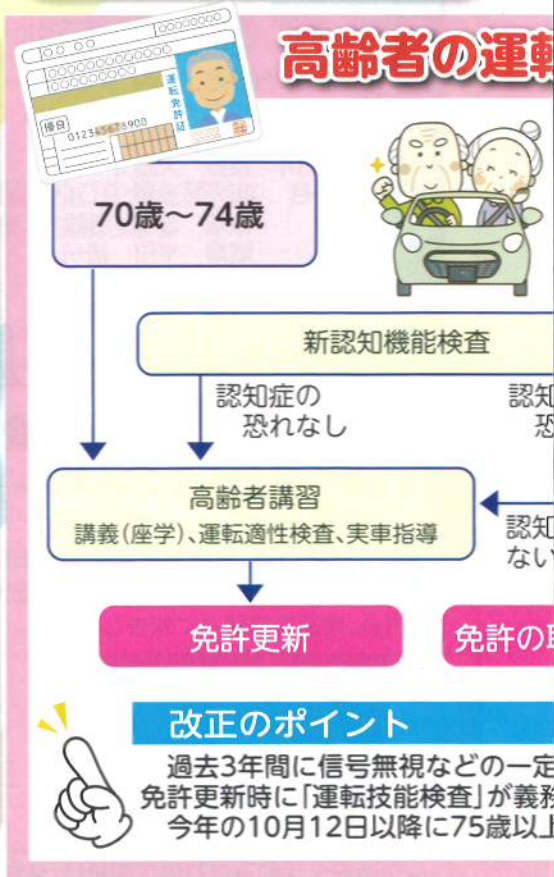 高齢者の運転
○○ ○○
○○○○○○○○
○○○○○○○○○○○○
○○○○○○○○○○
運転免許証
優良
012345678900
70歳～74歳
新認知機能検査
認知症の
恐れなし
認知
恐
高齢者講習
講義(座学)、運転適性検査、実車指導
認知
ない
免許更新
免許の取
改正のポイント
過去3年間に信号無視などの一定
免許更新時に「運転技能検査」が義務
今年の10月12日以降に75歳以上